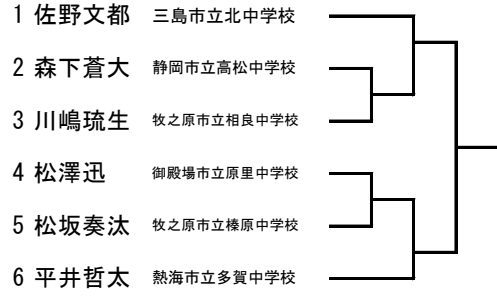 1 佐野文都 三島市立北中学校
2 森下蒼大 静岡市立高松中学校
3 川嶋琉生 牧之原市立相良中学校
4 松澤迅 御殿場市立原里中学校
5 松坂奏汰 牧之原市立榛原中学校
6 平井哲太 熱海市立多賀中学校